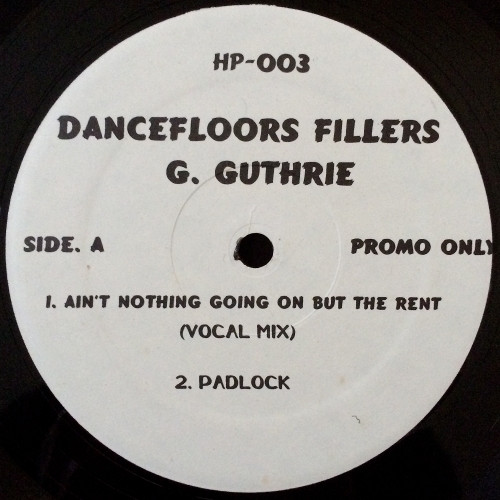 HP-003
DANCEFLOORS FILLERS
G. GUTHRIE
SIDE. A
PROMO ONLY
1. AIN'T NOTHING GOING ON BUT THE RENT
(VOCAL MIX)
2. PADLOCK